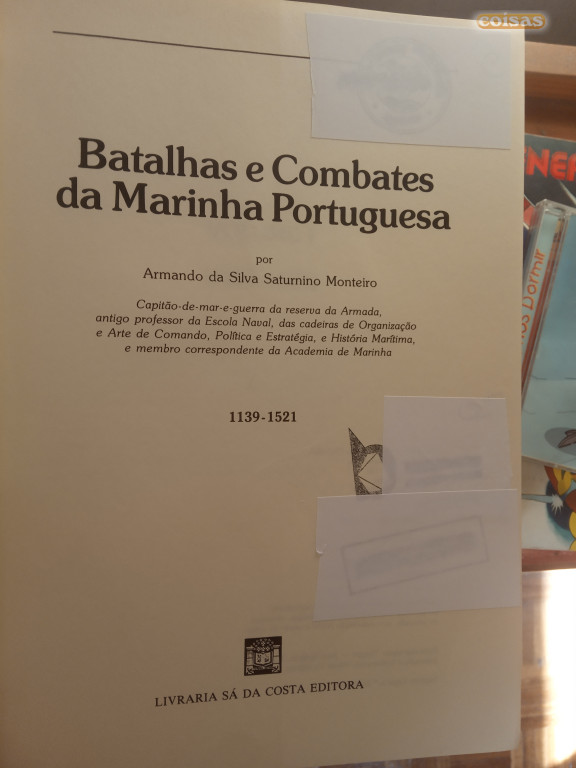 coisas
Batalhas e Combates
da Marinha Portuguesa
por
Armando da Silva Saturnino Monteiro
Capitão-de-mar-e-guerra da reserva da Armada,
antigo professor da Escola Naval, das cadeiras de Organização
e Arte de Comando, Política e Estratégia, e História Marítima,
e membro correspondente da Academia de Marinha
1139-1521
LIVRARIA SÁ DA COSTA EDITORA
Dormir